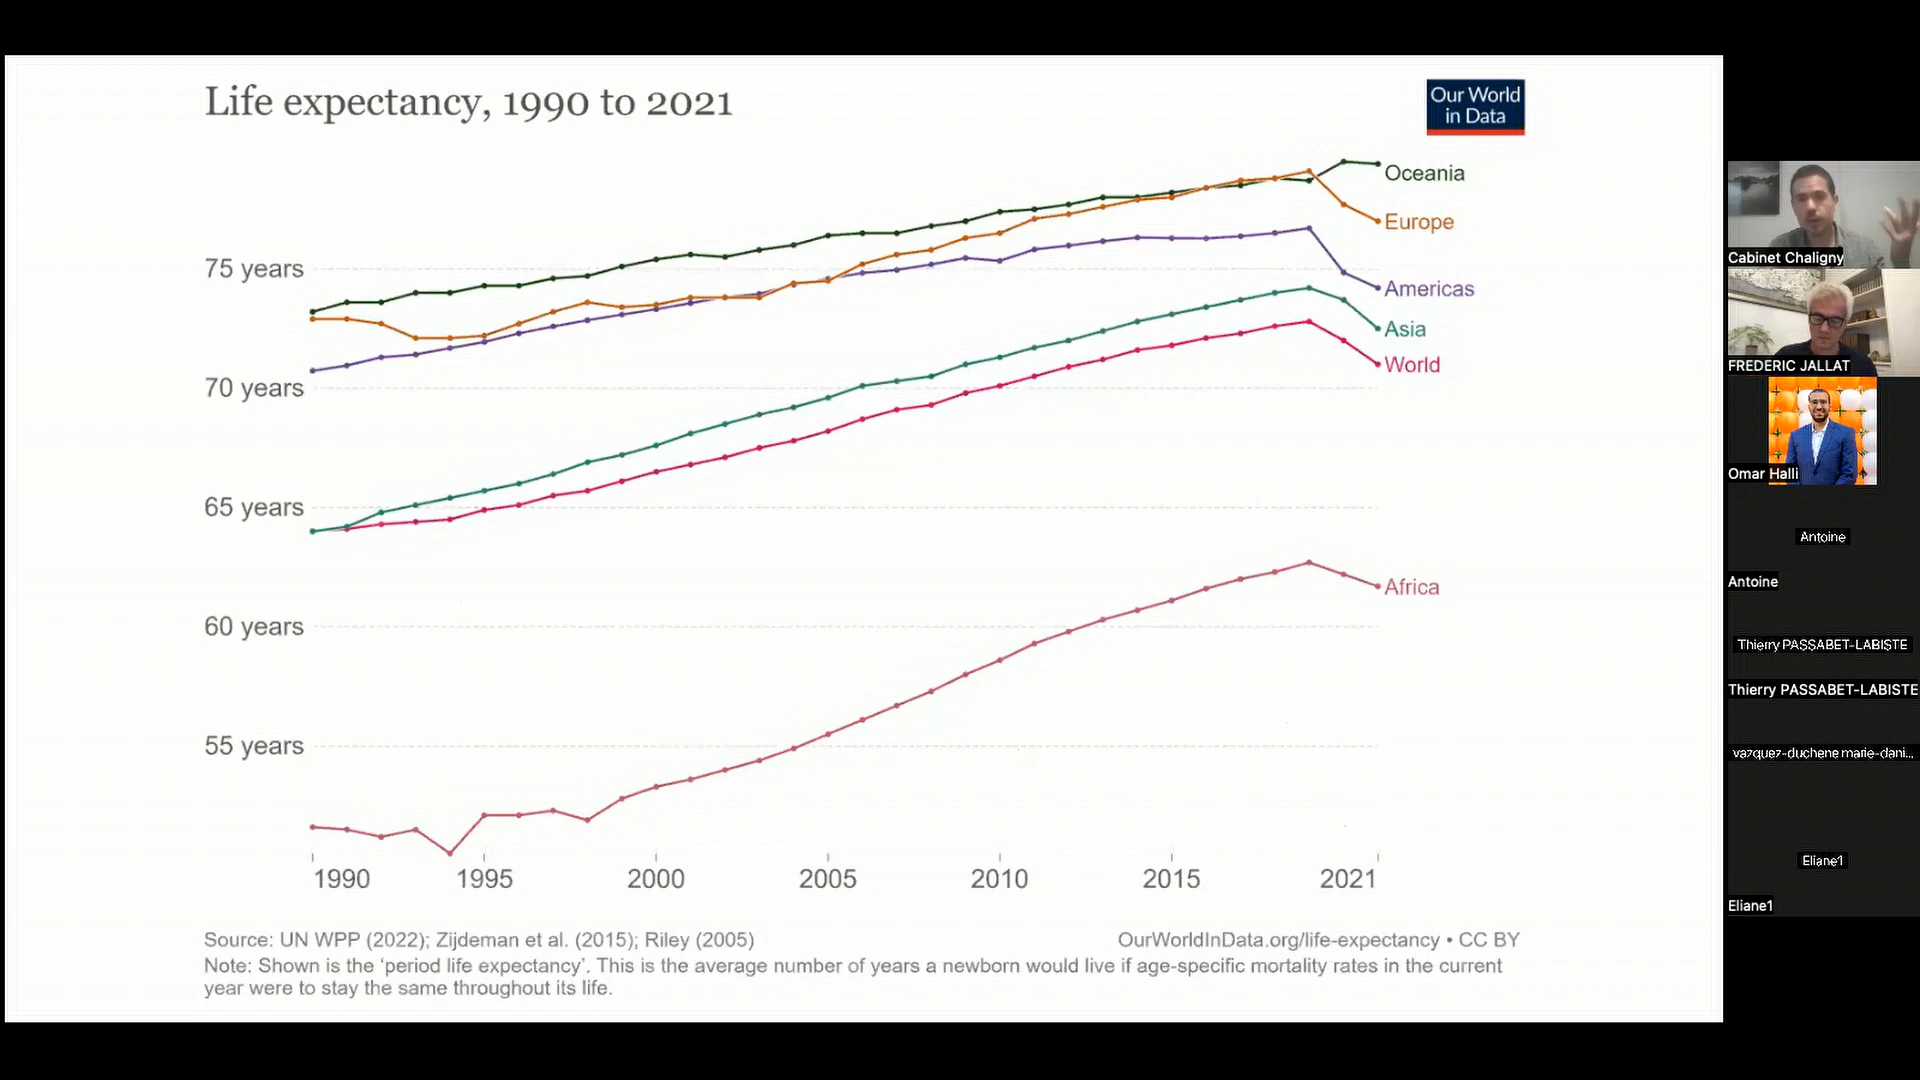 Life expectancy, 1990 to 2021
Our World
in Data
Oceania
Europe
Americas
Asia
World
Africa
75 years
70 years
65 years
60 years
55 years
1990 1995 2000 2005 2010 2015 2021
Source: UN WPP (2022); Zijdeman et al. (2015); Riley (2005)
OurWorldInData.org/life-expectancy • CC BY
Note: Shown is the ‘period life expectancy’. This is the average number of years a newborn would live if age-specific mortality rates in the current
year were to stay the same throughout its life.
Cabinet Chaligny
FREDERIC JALLAT
Omar Halli
Antoine
Antoine
Thierry PASSABET-LABISTE
Thierry PASSABET-LABISTE
vazquez-duchene marie-dani...
Eliane1
Eliane1